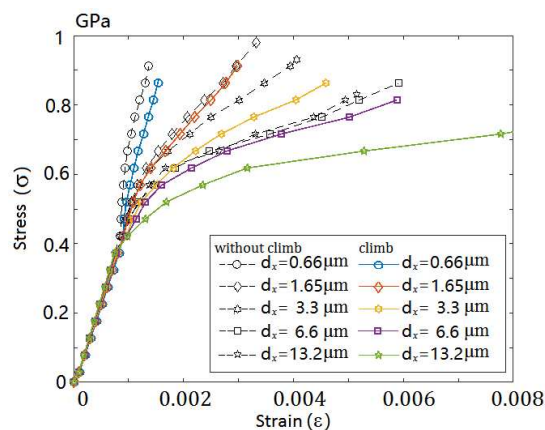 GPa
1
0.8
0.6
0.4
0.2
0
0 0.002 0.004 0.006 0.008
Stress (σ)
Strain (ε)
without climb climb
dₓ=0.66μm dₓ=0.66μm
dₓ=1.65μm dₓ=1.65μm
dₓ= 3.3 μm dₓ= 3.3 μm
dₓ= 6.6 μm dₓ= 6.6 μm
dₓ=13.2μm dₓ=13.2μm